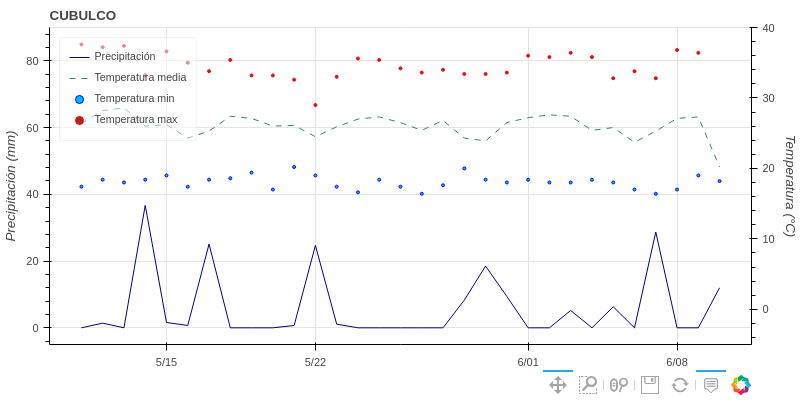 CUBULCO
Precipitación
Temperatura media
Temperatura min
Temperatura max
Precipitación (mm)
80
60
40
20
0
Temperatura (°C)
40
30
20
10
0
5/15
5/22
6/01
6/08